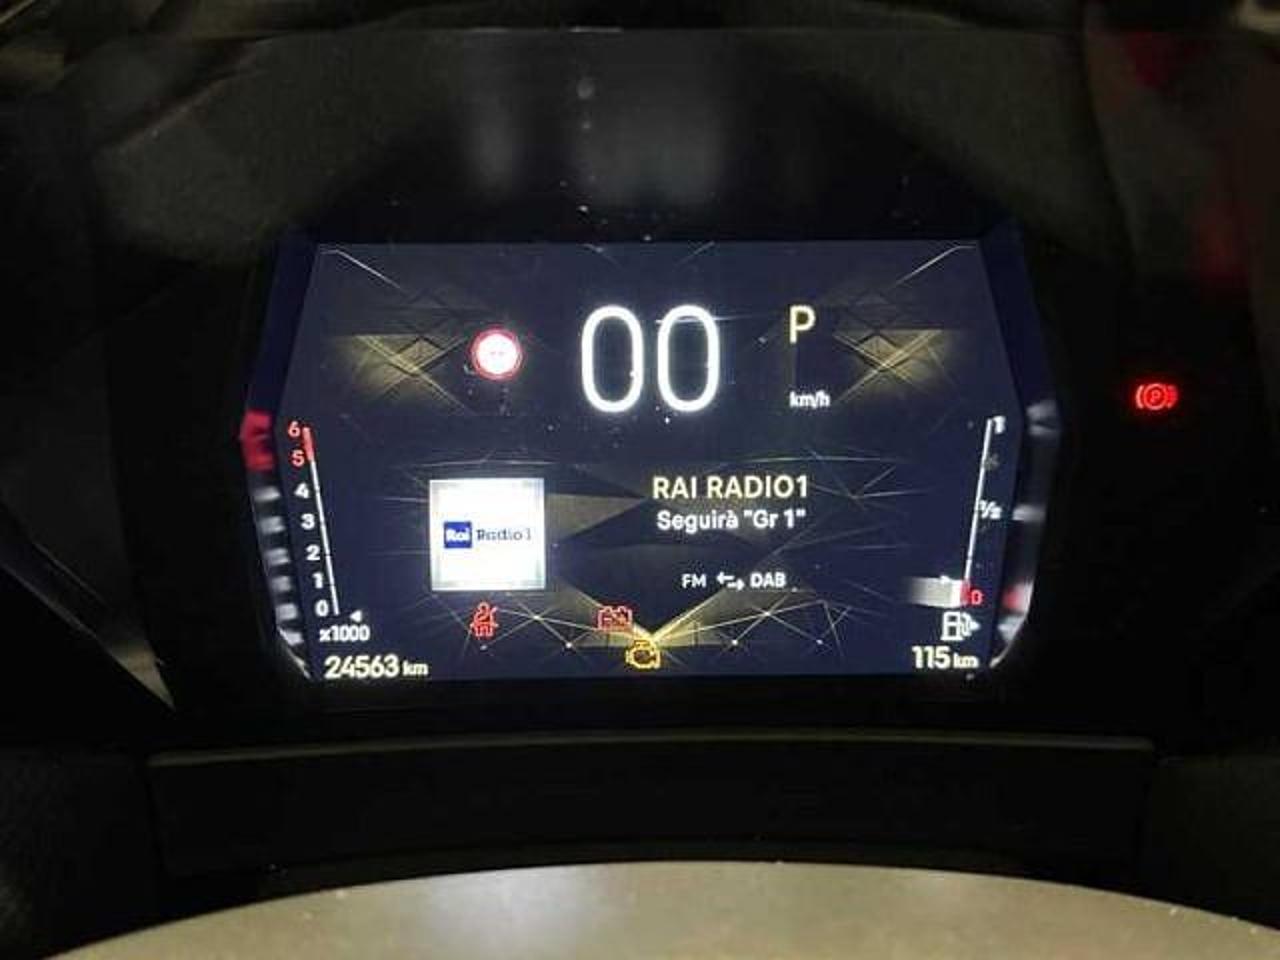 00
P
km/h
6
5
4
3
2
1
0
x1000
24563 km
Rai Radio 1
RAI RADIO1
Seguirà "Gr 1"
FM DAB
1
½
0
115 km
P